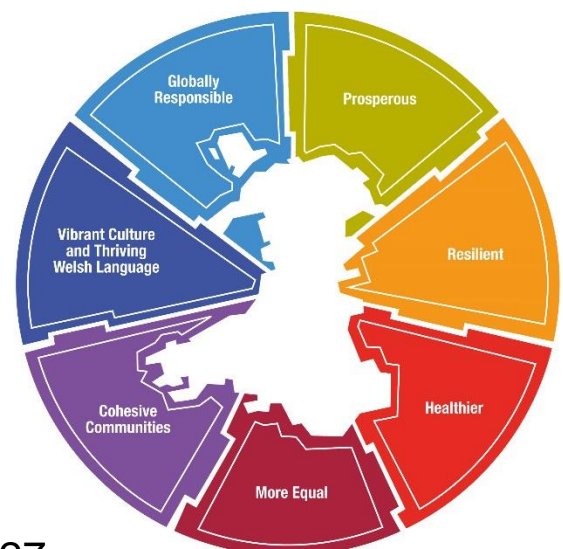 Globally
Responsible
Prosperous
Vibrant Culture
and Thriving
Welsh Language
Resilient
Cohesive
Communities
Healthier
More Equal